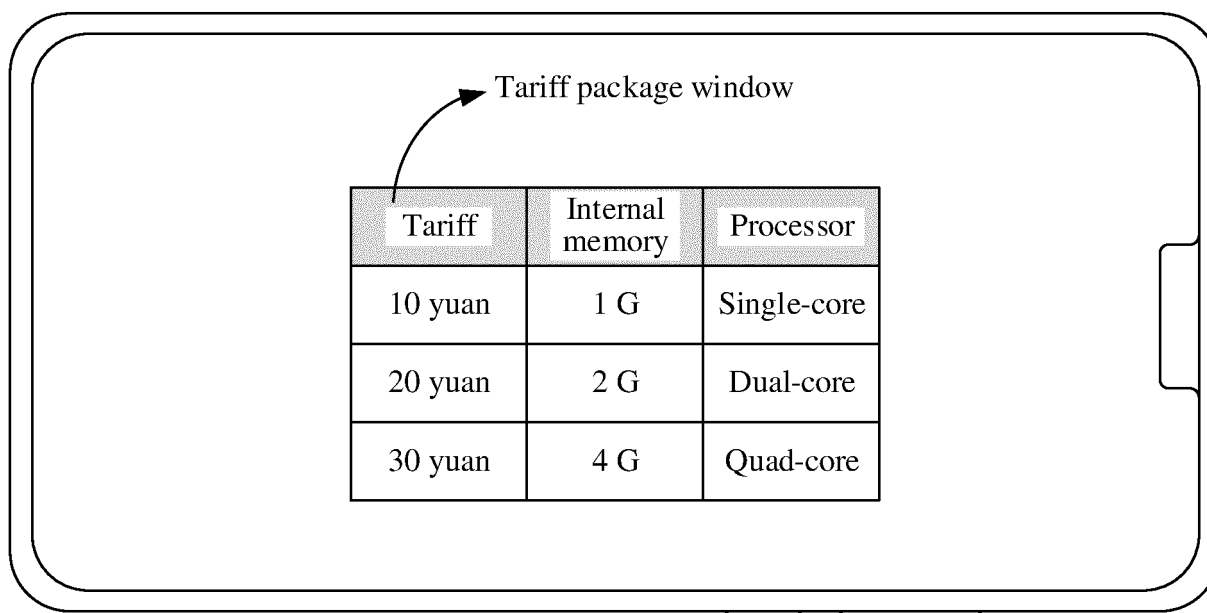 Tariff package window
Tariff Internal memory Processor
10 yuan 1 G Single-core
20 yuan 2 G Dual-core
30 yuan 4 G Quad-core